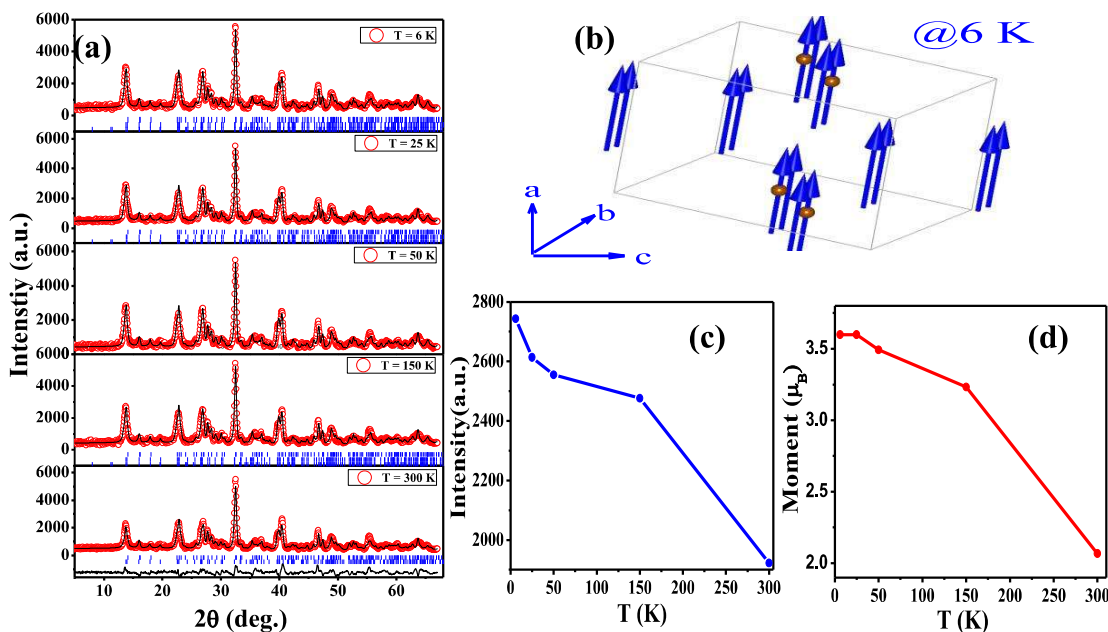 (a)
6000
4000
2000
0
T = 6 K
6000
4000
2000
0
T = 25 K
6000
4000
2000
0
T = 50 K
6000
4000
2000
0
T = 150 K
6000
4000
2000
0
T = 300 K
10 20 30 40 50 60
2θ (deg.)
Intenstiy (a.u.)
(b)
@6 K
a
b
c
(c)
2800
2600
2400
2200
2000
0 50 100 150 200 250 300
T (K)
Intensity(a.u.)
(d)
3.5
3.0
2.5
2.0
0 50 100 150 200 250 300
T (K)
Moment (μB)